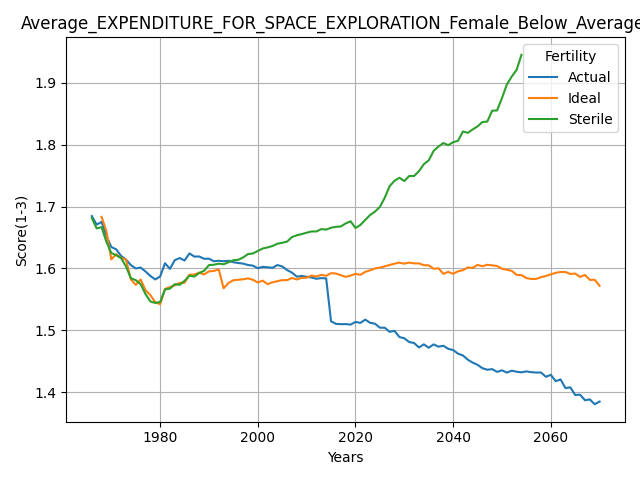 Average_EXPENDITURE_FOR_SPACE_EXPLORATION_Female_Below_Average
Fertility
Actual
Ideal
Sterile
Score(1-3)
1.9
1.8
1.7
1.6
1.5
1.4
1980 2000 2020 2040 2060
Years